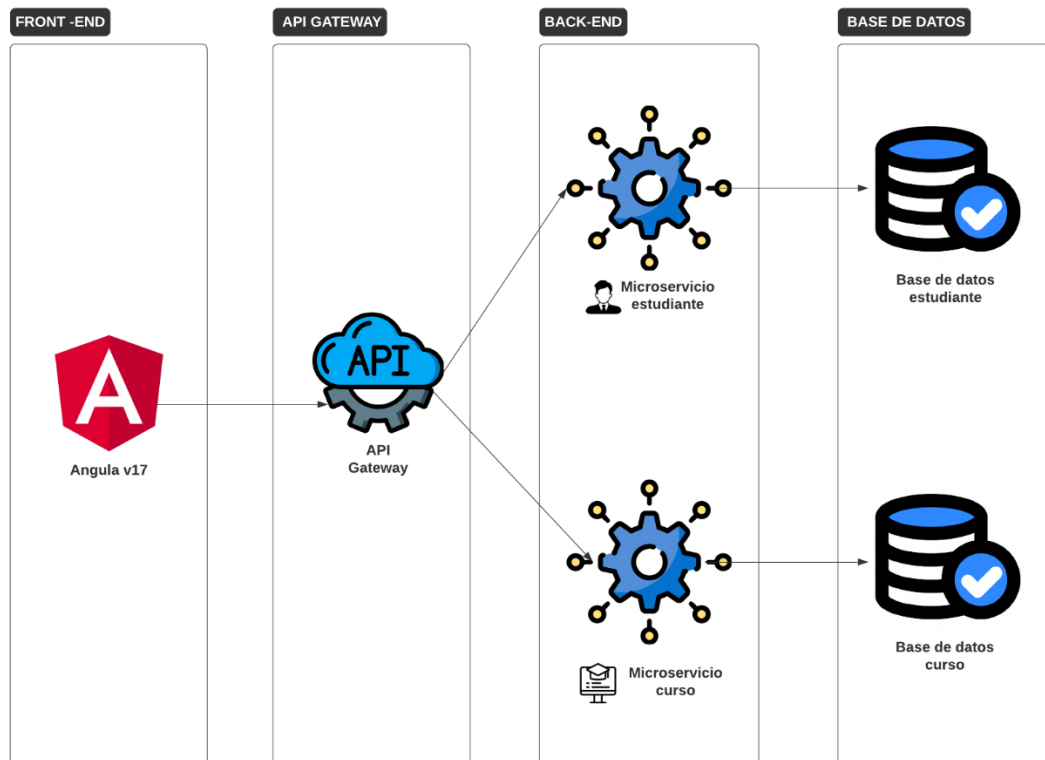 FRONT -END
API GATEWAY
BACK-END
BASE DE DATOS
A
Angula v17
API
API
Gateway
Microservicio
estudiante
Base de datos
estudiante
Microservicio
curso
Base de datos
curso